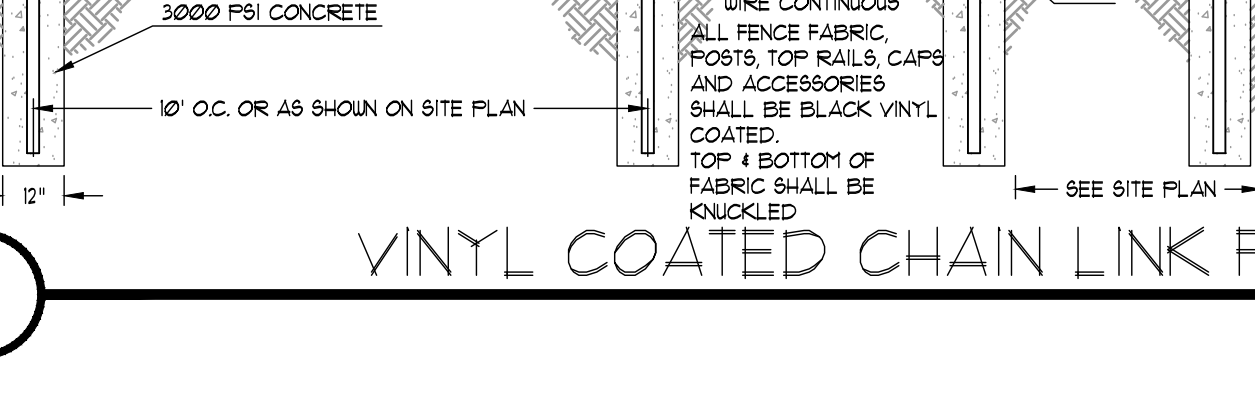 3000 PSI CONCRETE
WIRE CONTINUOUS
ALL FENCE FABRIC,
POSTS, TOP RAILS, CAPS
AND ACCESSORIES
SHALL BE BLACK VINYL
COATED.
TOP & BOTTOM OF
FABRIC SHALL BE
KNUCKLED
10' O.C. OR AS SHOWN ON SITE PLAN
12"
SEE SITE PLAN
VINYL COATED CHAIN LINK F